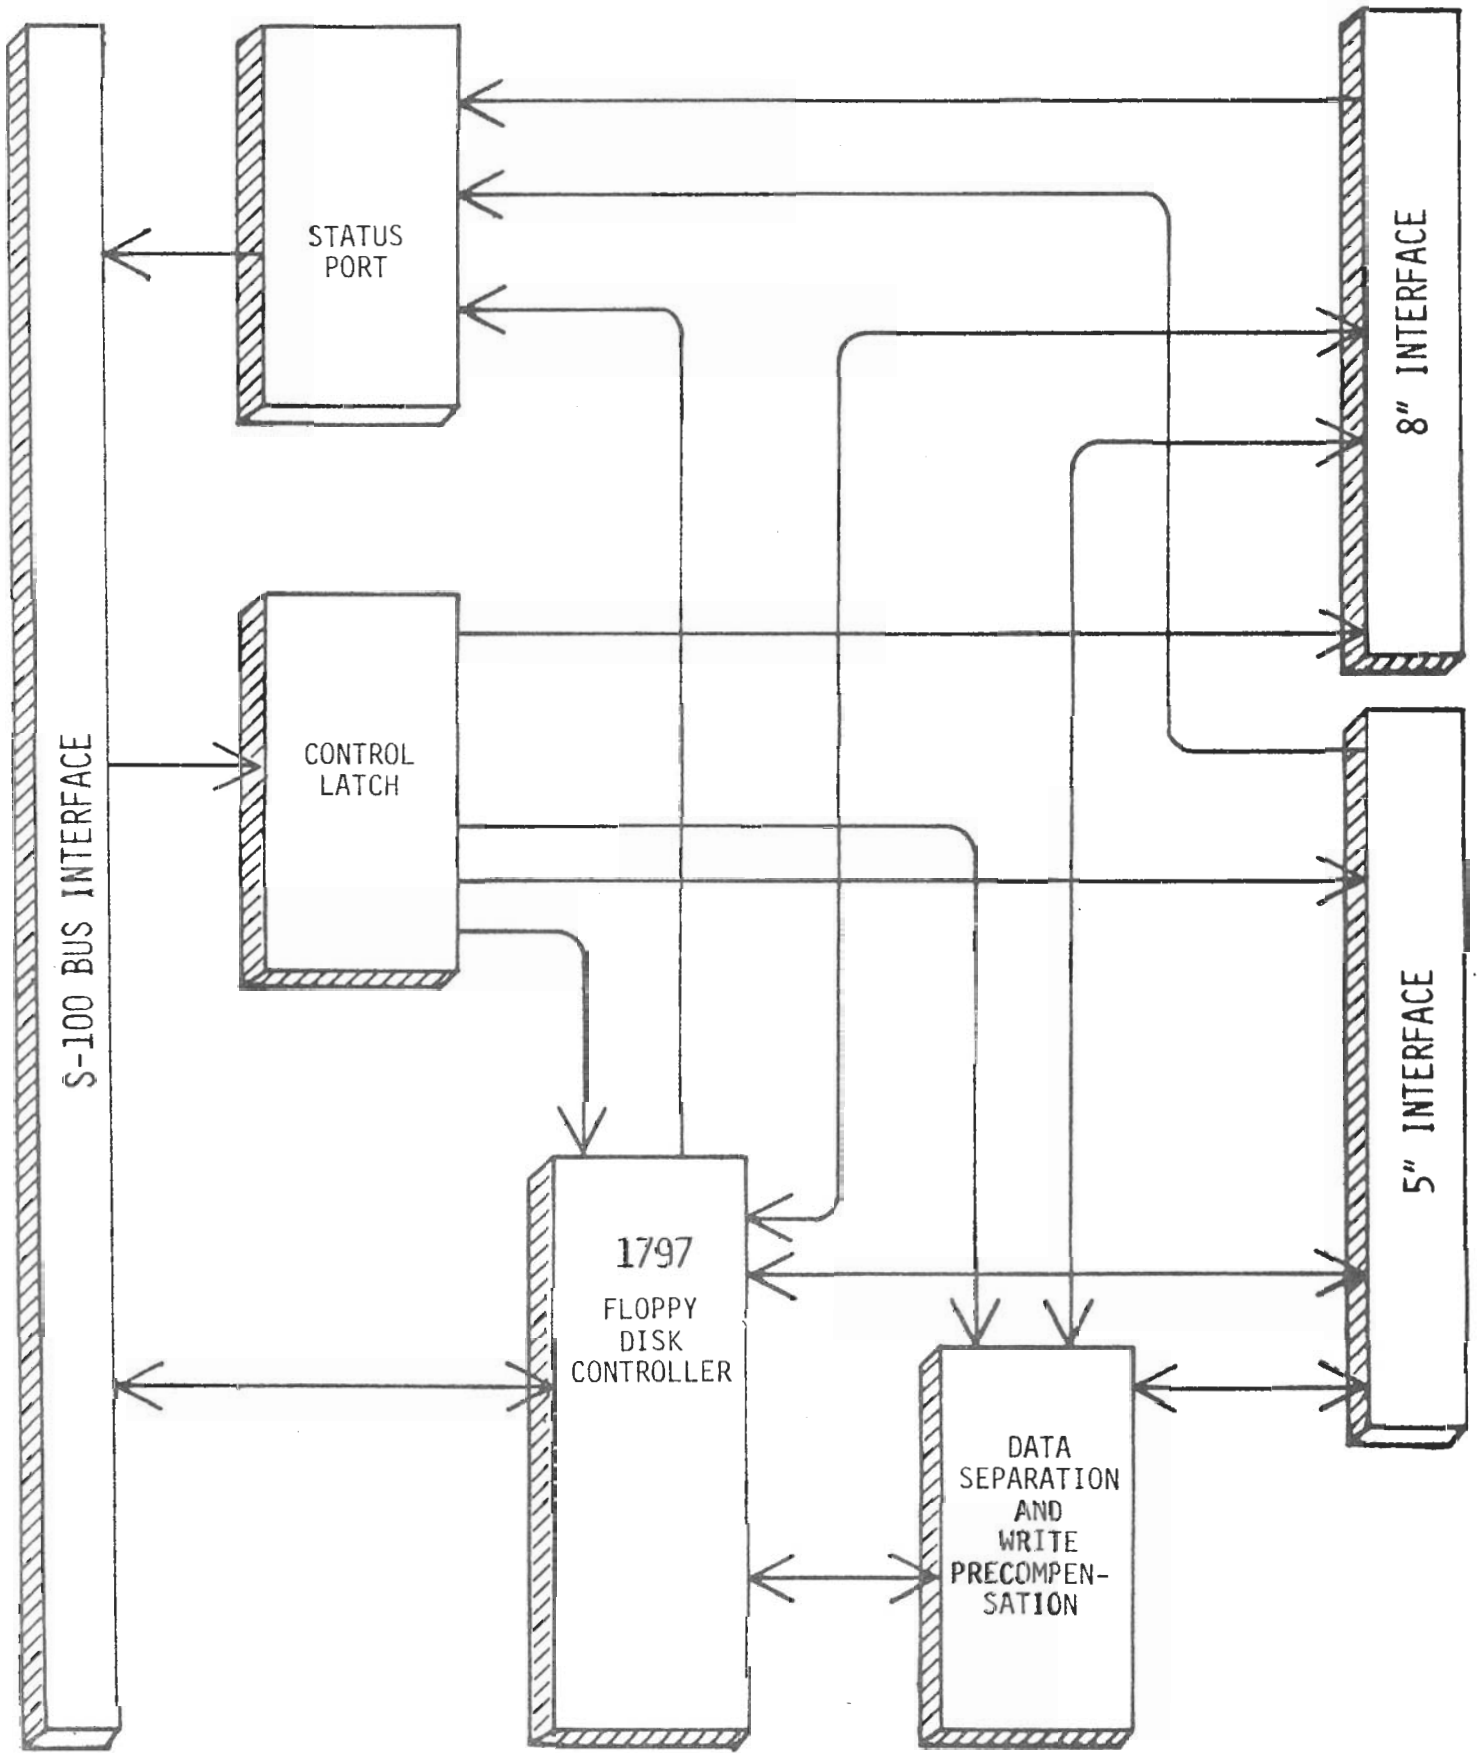 STATUS
PORT
8" INTERFACE
S-100 BUS INTERFACE
CONTROL
LATCH
5" INTERFACE
1797
FLOPPY
DISK
CONTROLLER
DATA
SEPARATION
AND
WRITE
PRECOMPEN-
SATION